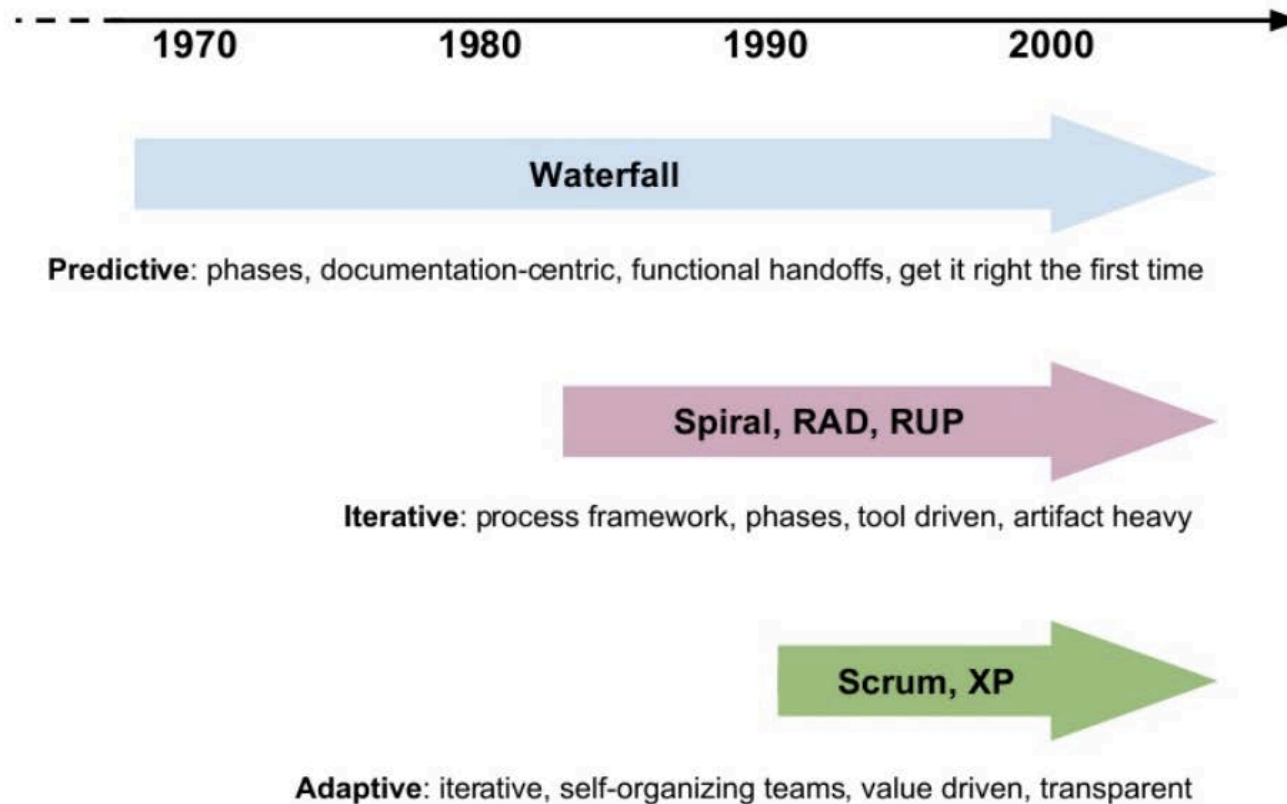 1970 1980 1990 2000
Waterfall
Predictive: phases, documentation-centric, functional handoffs, get it right the first time
Spiral, RAD, RUP
Iterative: process framework, phases, tool driven, artifact heavy
Scrum, XP
Adaptive: iterative, self-organizing teams, value driven, transparent